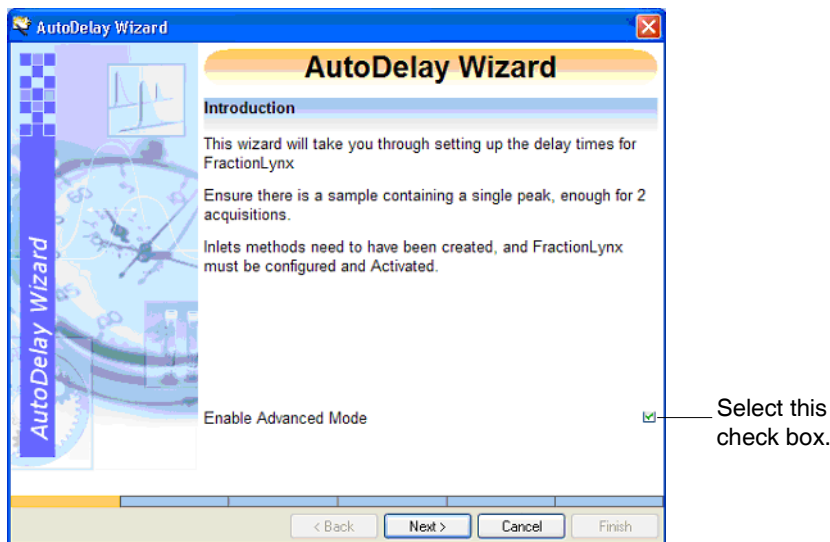 AutoDelay Wizard
AutoDelay Wizard
AutoDelay Wizard
Introduction
This wizard will take you through setting up the delay times for
FractionLynx
Ensure there is a sample containing a single peak, enough for 2
acquisitions.
Inlets methods need to have been created, and FractionLynx
must be configured and Activated.
Enable Advanced Mode
Select this
check box.
< Back
Next >
Cancel
Finish